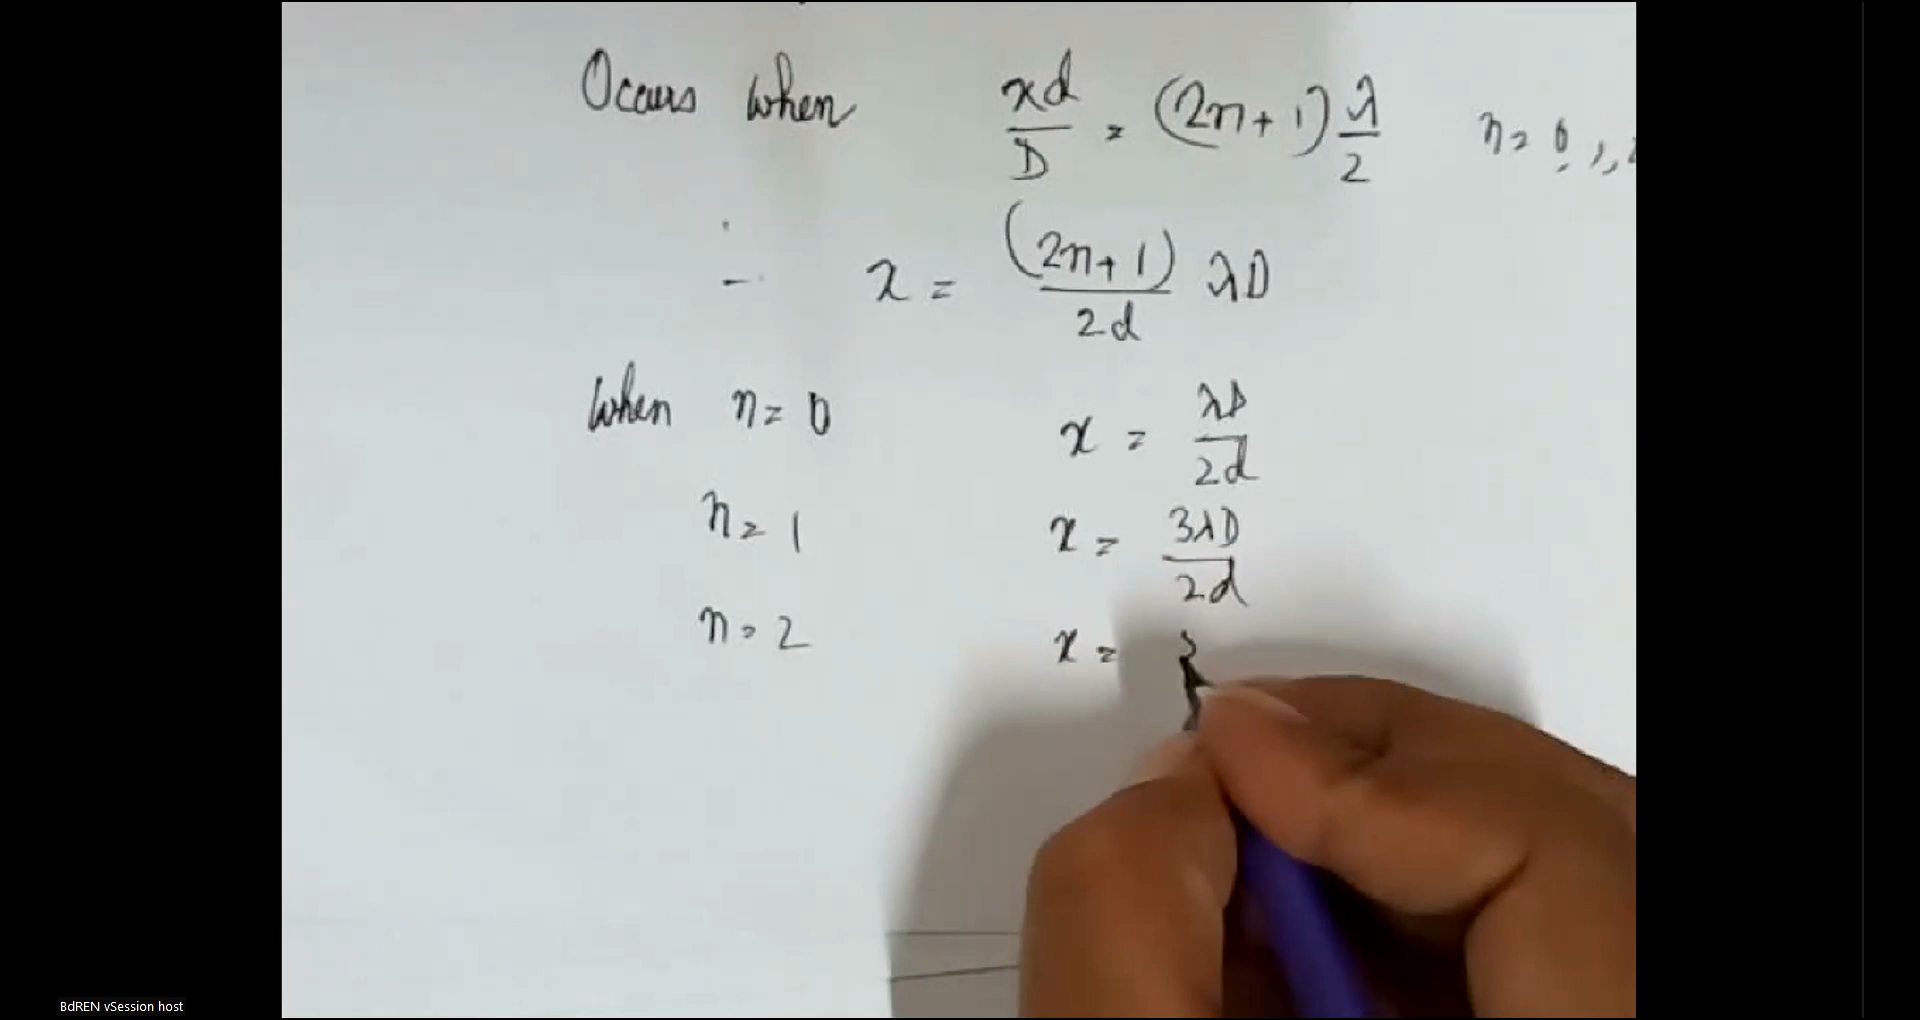 Occurs when xd/D = (2n+1) λ/2 n = 0, 1,
∴ x = (2n+1)/2d λD
When n = 0 x = λD/2d
n = 1 x = 3λD/2d
n = 2 x =
BdREN vSession host